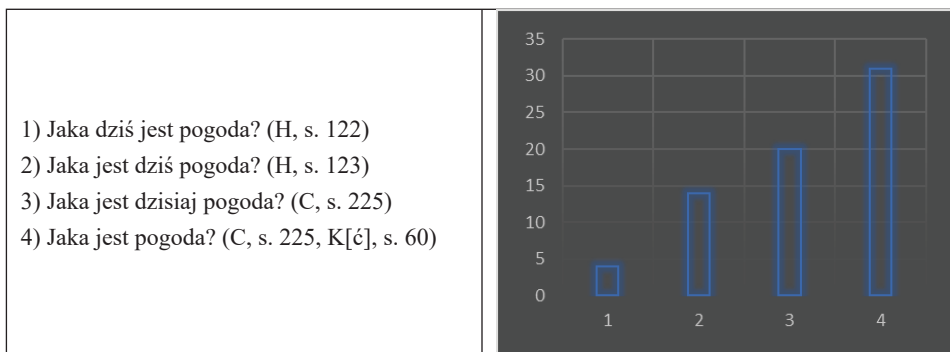 1) Jaka dziś jest pogoda? (H, s. 122)
2) Jaka jest dziś pogoda? (H, s. 123)
3) Jaka jest dzisiaj pogoda? (C, s. 225)
4) Jaka jest pogoda? (C, s. 225, K[ć], s. 60)
35
30
25
20
15
10
5
0
1 2 3 4